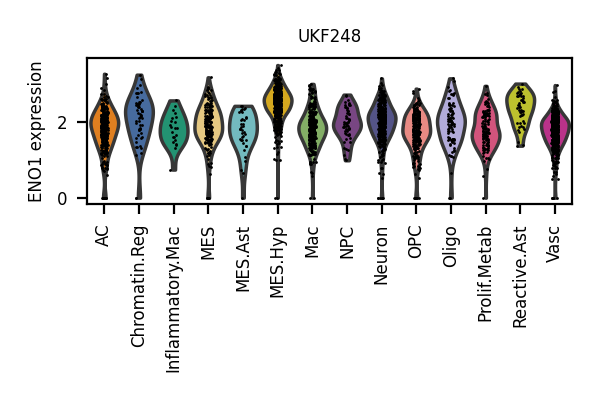 UKF248
ENO1 expression
2
0
AC
Chromatin.Reg
Inflammatory.Mac
MES
MES.Ast
MES.Hyp
Mac
NPC
Neuron
OPC
Oligo
Prolif.Metab
Reactive.Ast
Vasc